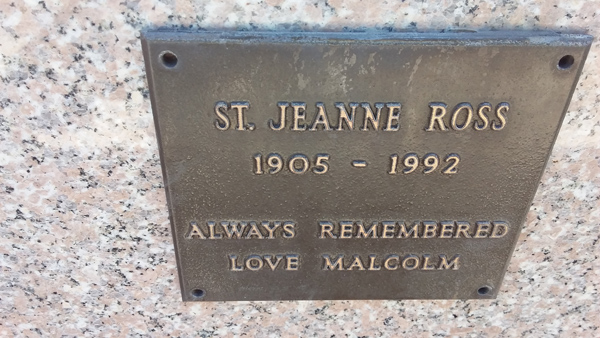 ST. JEANNE ROSS
1905 - 1992
ALWAYS REMEMBERED
LOVE MALCOLM